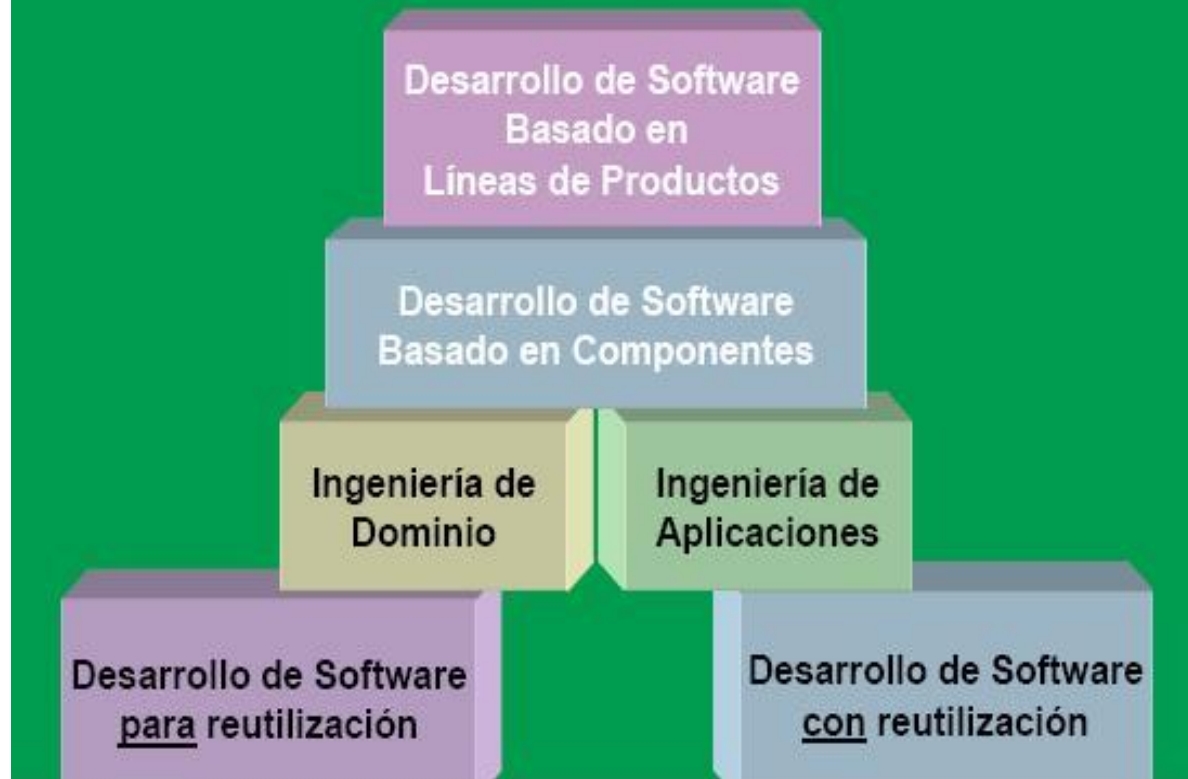 Desarrollo de Software
Basado en
Líneas de Productos
Desarrollo de Software
Basado en Componentes
Ingeniería de
Dominio
Ingeniería de
Aplicaciones
Desarrollo de Software
para reutilización
Desarrollo de Software
con reutilización